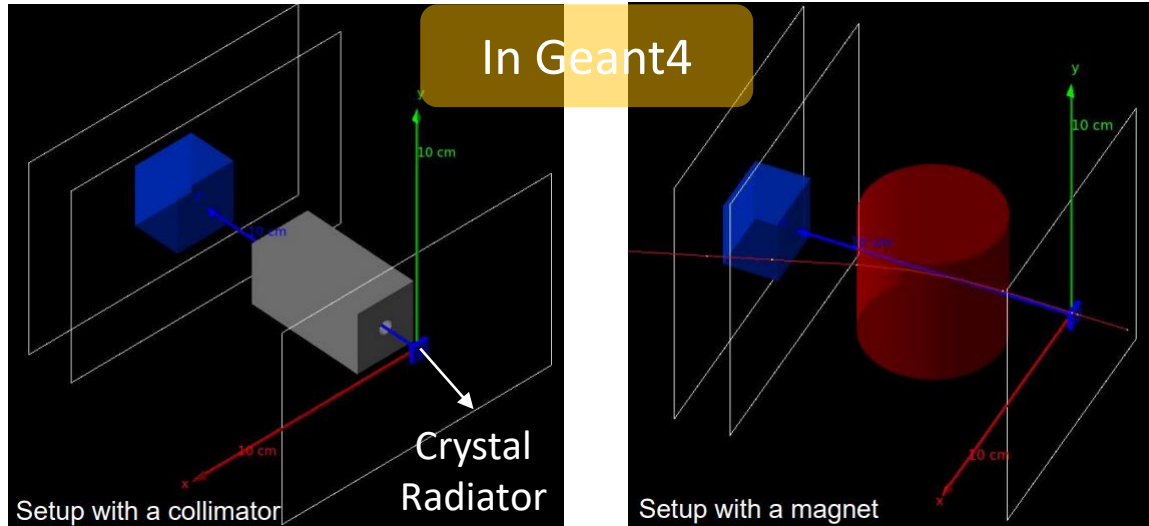 In Geant4
y
10 cm
10 cm
10 cm
x
Crystal
Radiator
Setup with a collimator
y
10 cm
10 cm
10 cm
x
Setup with a magnet